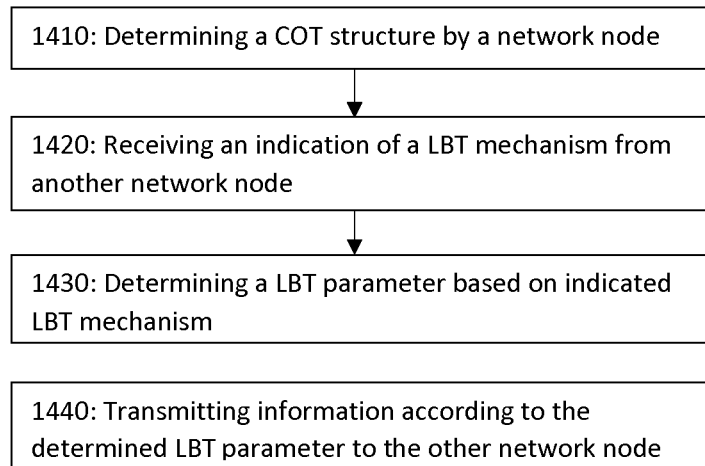 1410: Determining a COT structure by a network node
1420: Receiving an indication of a LBT mechanism from
another network node
1430: Determining a LBT parameter based on indicated
LBT mechanism
1440: Transmitting information according to the
determined LBT parameter to the other network node